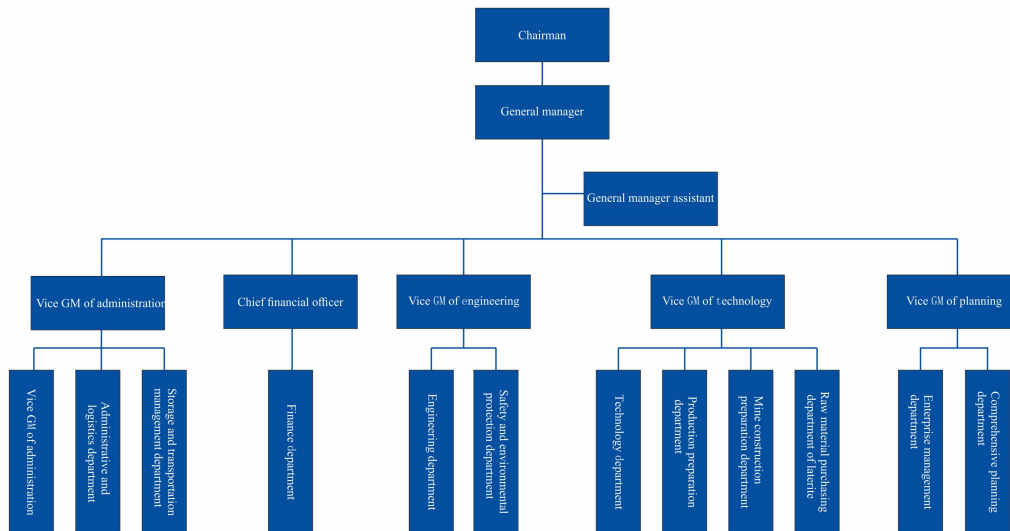 Chairman
General manager
General manager assistant
Vice GM of administration
Chief financial officer
Vice GM of engineering
Vice GM of technology
Vice GM of planning
Vice GM of administration
Administrative and
logistics department
Storage and transportation
management department
Finance department
Engineering department
Safety and environmental
protection department
Technology department
Production preparation
department
Mine construction
preparation department
Raw material purchasing
department of laterite
Enterprise management
department
Comprehensive planning
department